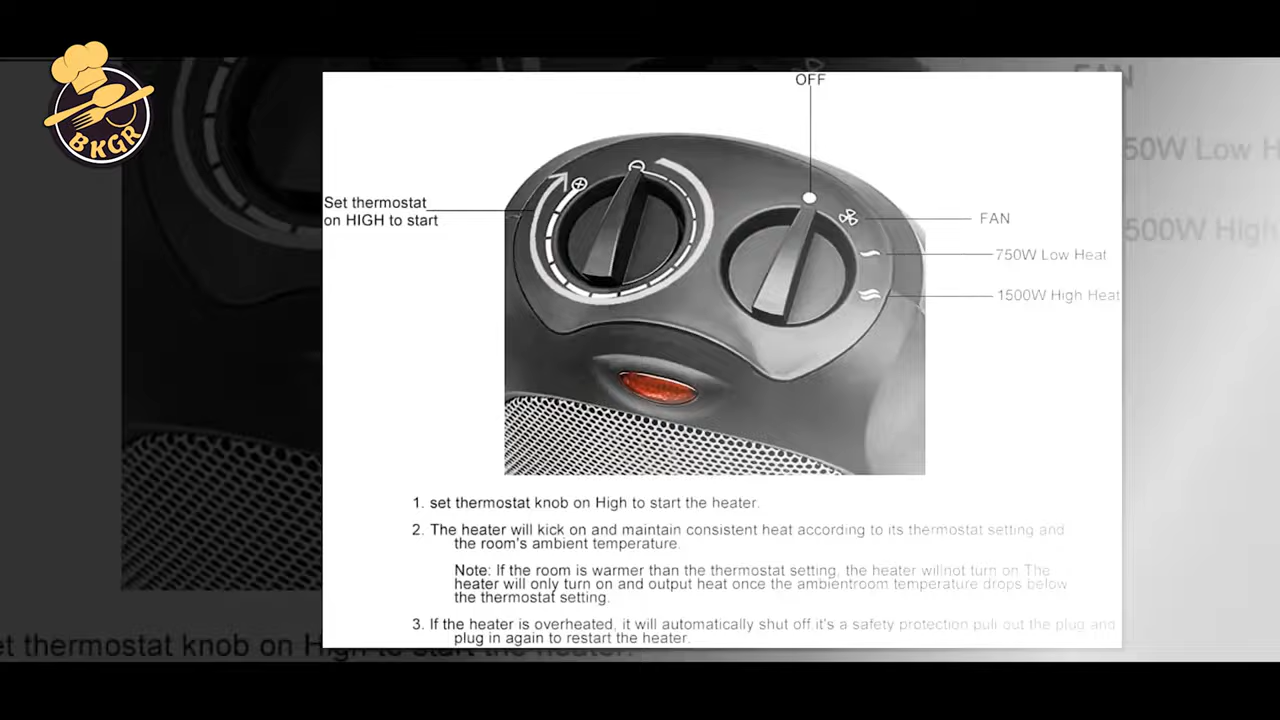 BKGR
OFF
Set thermostat
on HIGH to start
FAN
750W Low Heat
1500W High Heat
1. set thermostat knob on High to start the heater.
2. The heater will kick on and maintain consistent heat according to its thermostat setting and
the room's ambient temperature.
Note: If the room is warmer than the thermostat setting, the heater willnot turn on The
heater will only turn on and output heat once the ambientroom temperature drops below
the thermostat setting.
3. If the heater is overheated, it will automatically shut off it's a safety protection pull out the plug and
plug in again to restart the heater.
FAN
50W Low H
500W High
et thermostat knob on High to start the heater.